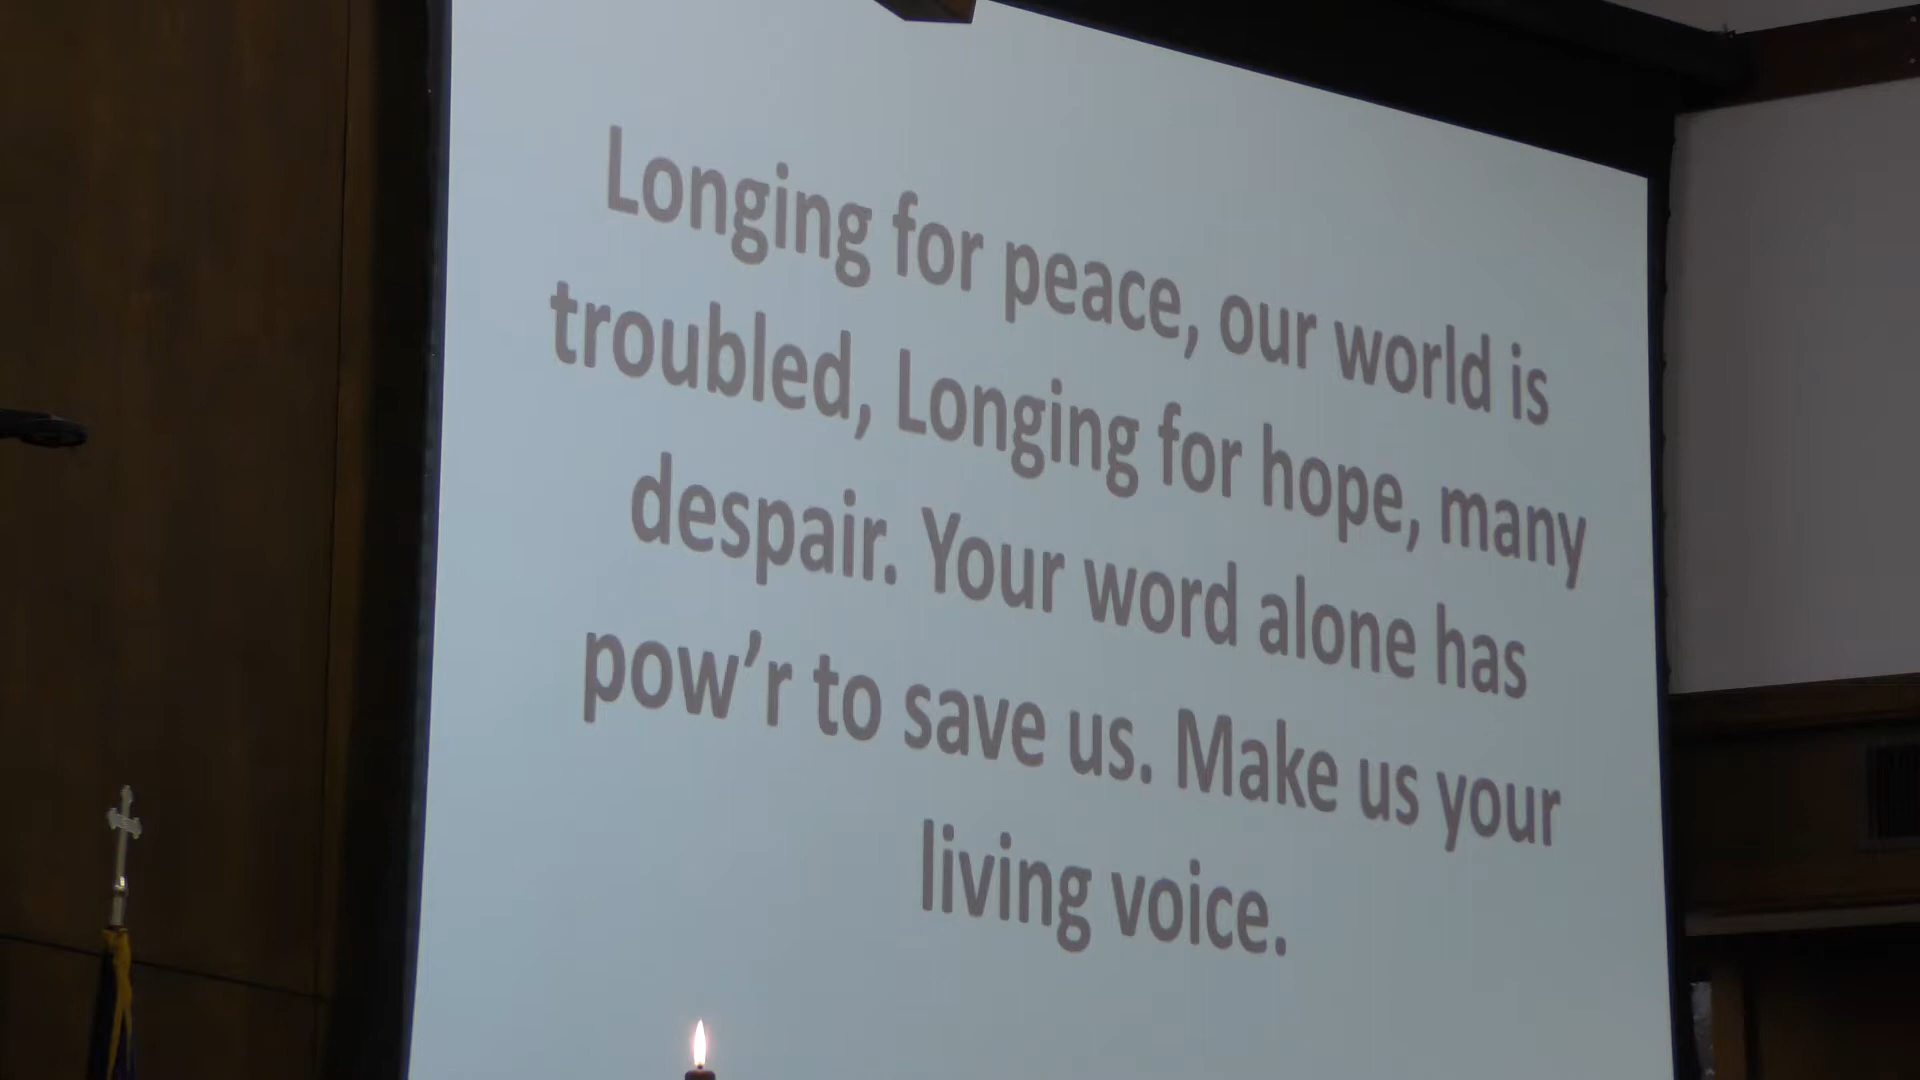 Longing for peace, our world is
troubled, Longing for hope, many
despair. Your word alone has
pow’r to save us. Make us your
living voice.